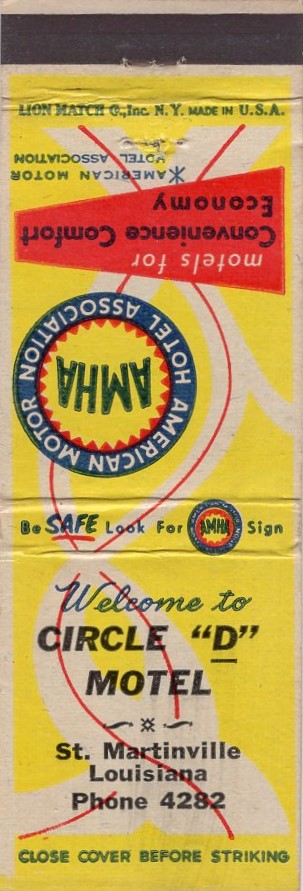 LION MATCH Co., Inc. N.Y. MADE IN U.S.A.
motels for
Convenience Comfort
Economy
*AMERICAN MOTOR
HOTEL ASSOCIATION
AMERICAN MOTOR HOTEL ASSOCIATION
AMHA
Be SAFE Look For AMHA Sign
Welcome to
CIRCLE "D"
MOTEL
St. Martinville
Louisiana
Phone 4282
CLOSE COVER BEFORE STRIKING